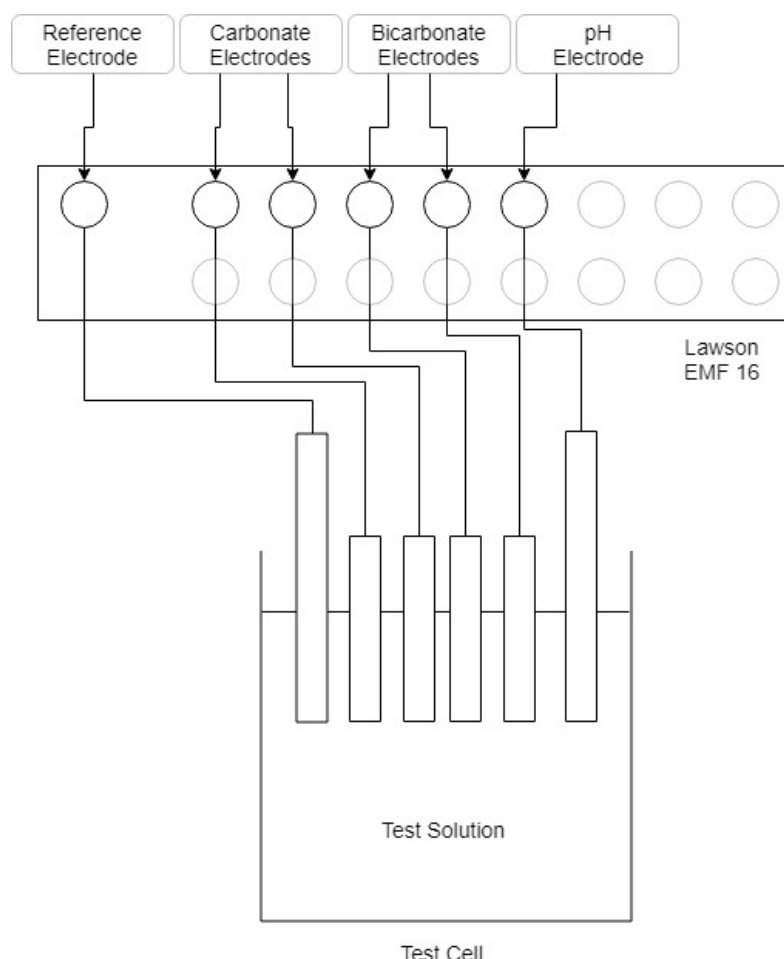 Reference
Electrode
Carbonate
Electrodes
Bicarbonate
Electrodes
pH
Electrode
Lawson
EMF 16
Test Solution
Test Cell